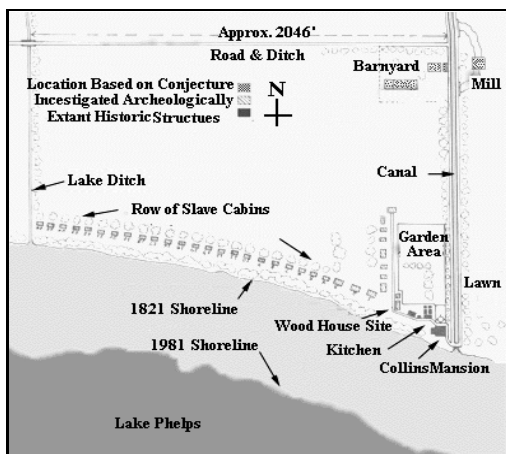 Approx. 2046'
Road & Ditch
Barnyard
Mill
Location Based on Conjecture
Incestigated Archeologically
Extant Historic Structues
N
Canal
Lake Ditch
Row of Slave Cabins
Garden
Area
Lawn
1821 Shoreline
Wood House Site
1981 Shoreline
Kitchen
CollinsMansion
Lake Phelps